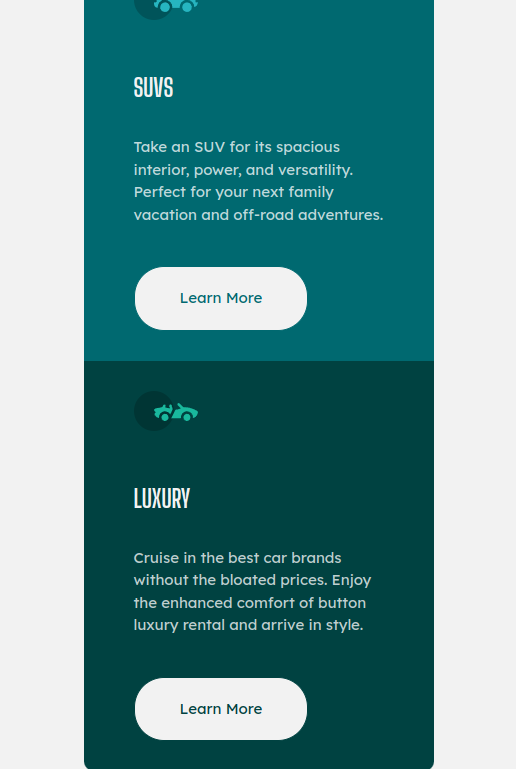 SUVS
Take an SUV for its spacious
interior, power, and versatility.
Perfect for your next family
vacation and off-road adventures.
Learn More
LUXURY
Cruise in the best car brands
without the bloated prices. Enjoy
the enhanced comfort of button
luxury rental and arrive in style.
Learn More